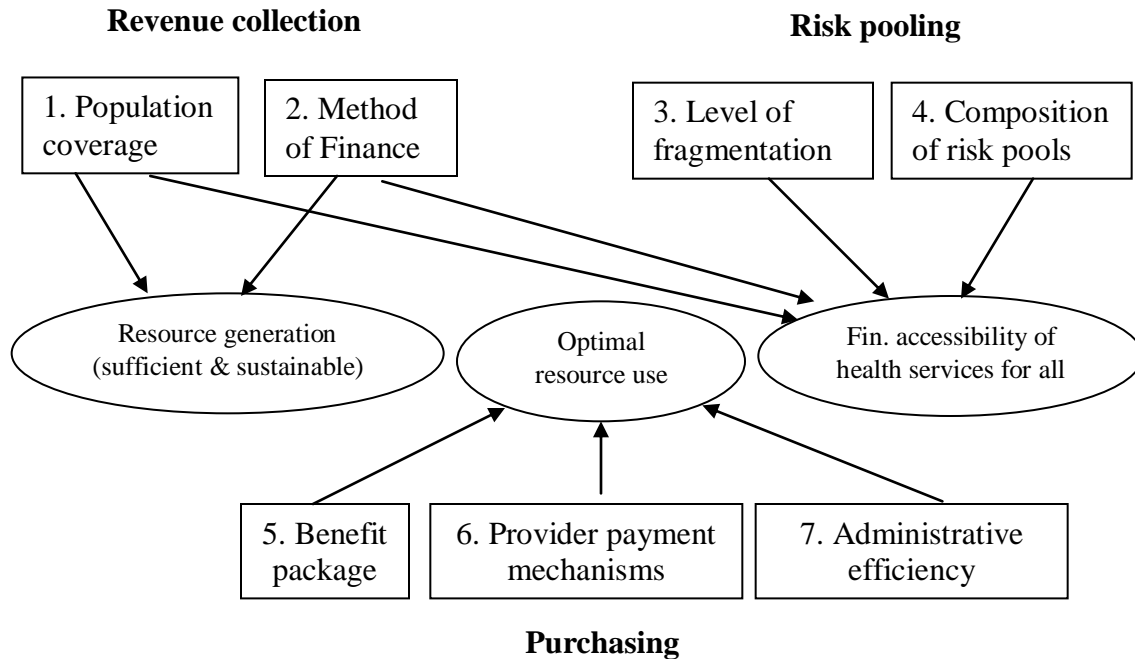 Revenue collection
Risk pooling
1. Population
coverage
2. Method
of Finance
3. Level of
fragmentation
4. Composition
of risk pools
Resource generation
(sufficient & sustainable)
Optimal
resource use
Fin. accessibility of
health services for all
5. Benefit
package
6. Provider payment
mechanisms
7. Administrative
efficiency
Purchasing